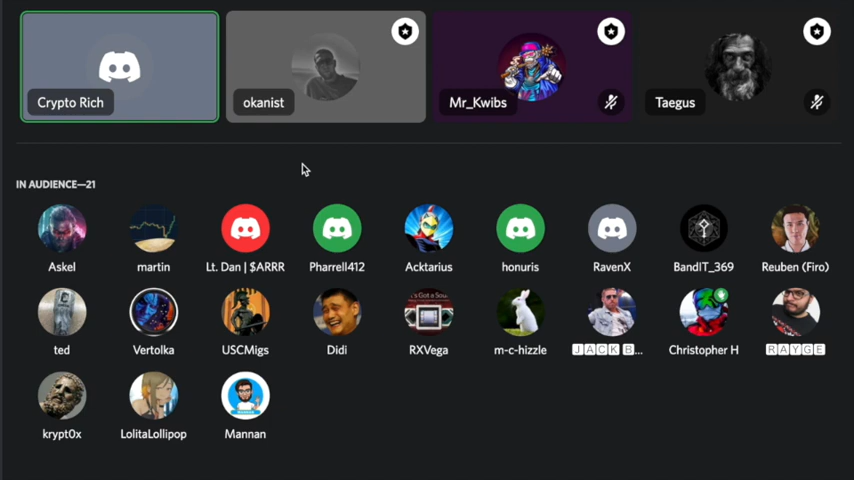 Crypto Rich
okanist
Mr_Kwibs
Taegus
IN AUDIENCE—21
Askel
martin
Lt. Dan | $ARRR
Pharrell412
Acktarius
honuris
RavenX
BandIT_369
Reuben (Firo)
ted
Vertolka
USCMigs
Didi
RXVega
m-c-hizzle
🄹🄰🄲🄺 🄱...
Christopher H
🅁🄰🅈🄶🄴
krypt0x
LolitaLollipop
Mannan